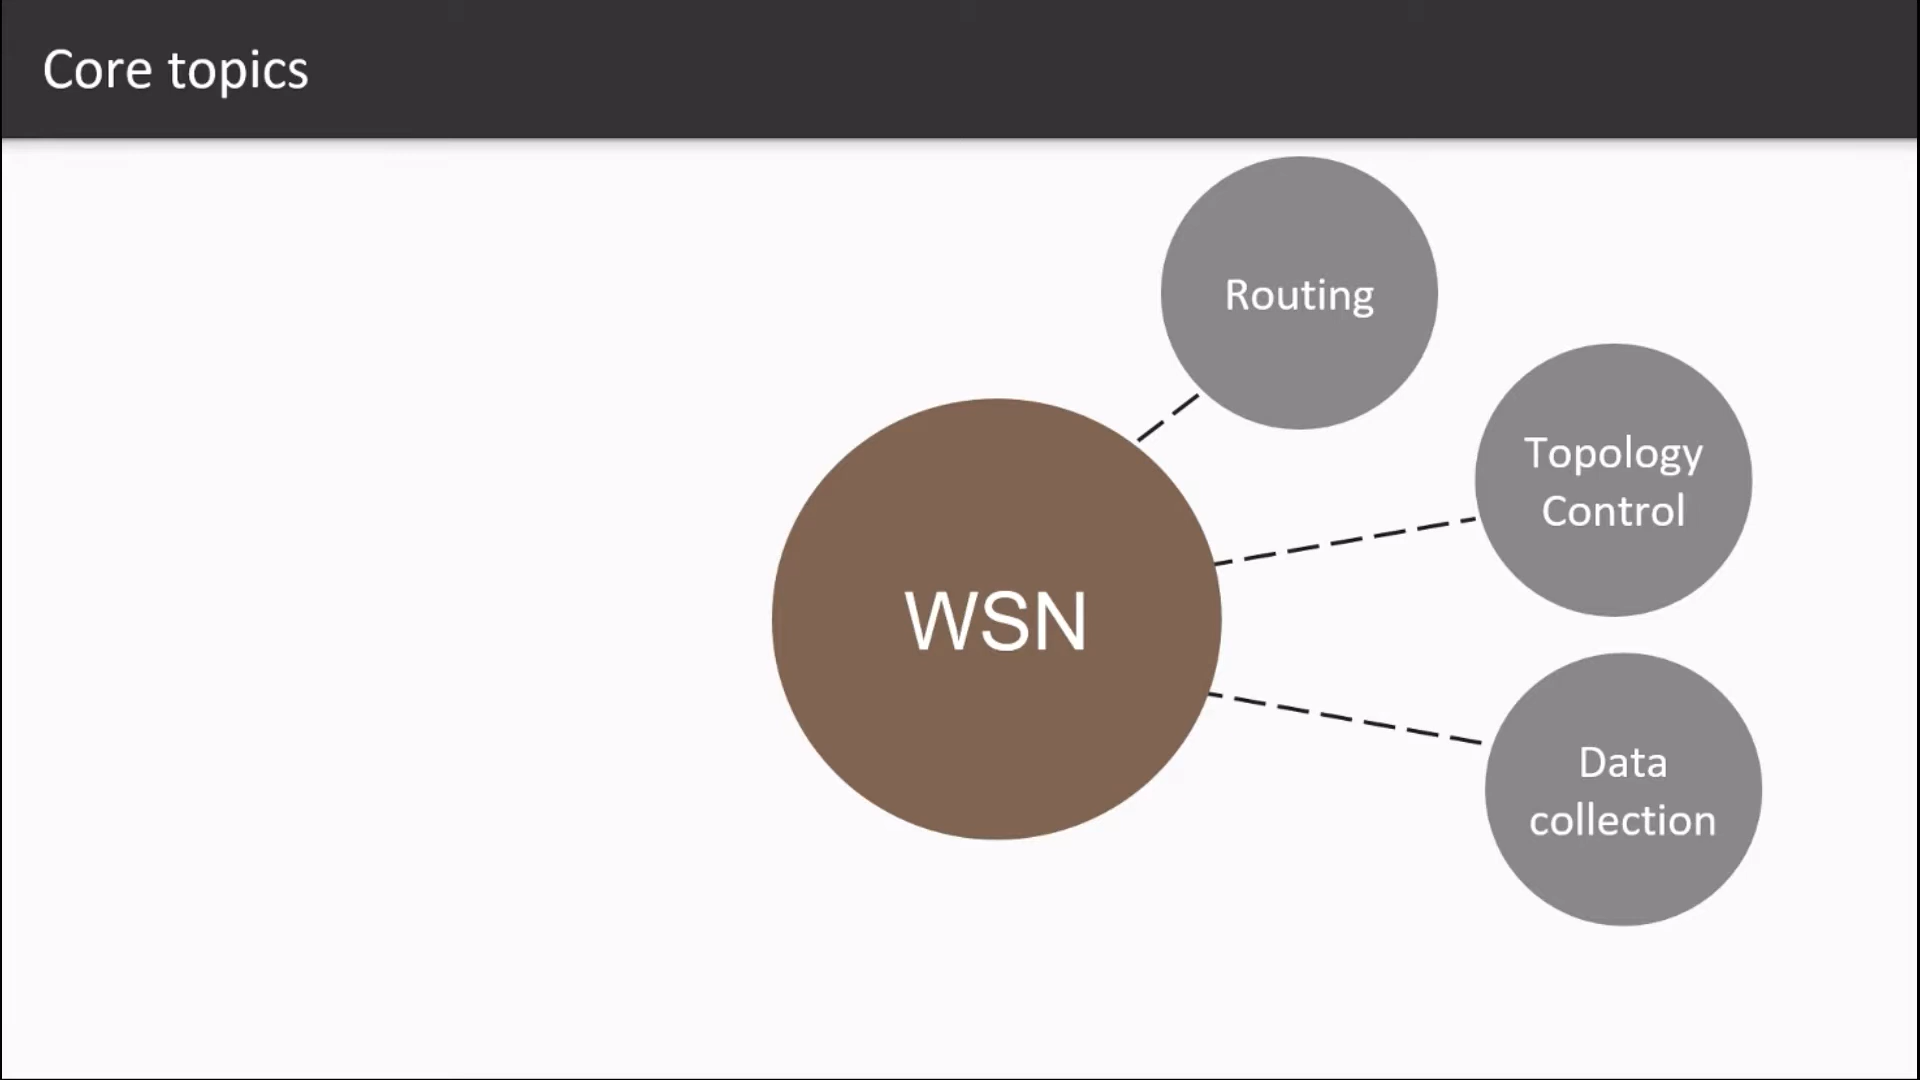 Core topics
Routing
Topology
Control
WSN
Data
collection